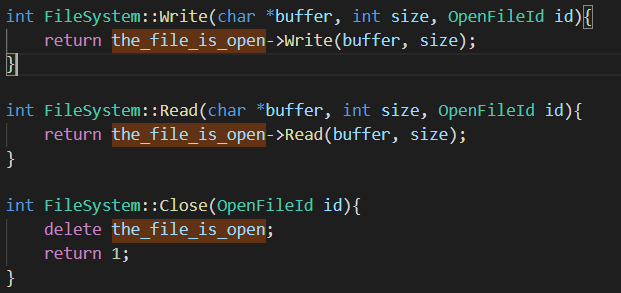 int FileSystem::Write(char *buffer, int size, OpenFileId id){
    return the_file_is_open->Write(buffer, size);
}
int FileSystem::Read(char *buffer, int size, OpenFileId id){
    return the_file_is_open->Read(buffer, size);
}
int FileSystem::Close(OpenFileId id){
    delete the_file_is_open;
    return 1;
}